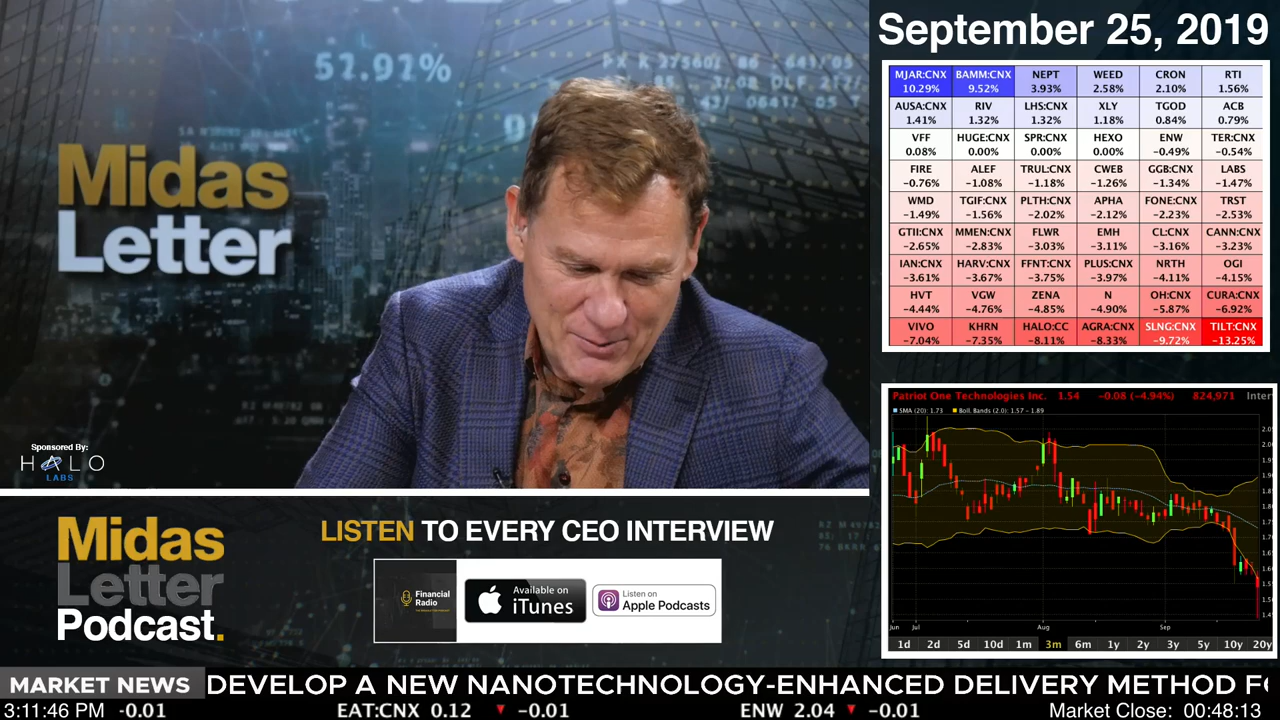 September 25, 2019
52.92%
Midas
Letter
Sponsored By:
HALO
LABS
MJAR:CNX BAMM:CNX NEPT WEED CRON RTI
10.29% 9.52% 3.93% 2.58% 2.10% 1.56%
AUSA:CNX RIV LHS:CNX XLY TGOD ACB
1.41% 1.32% 1.32% 1.18% 0.84% 0.79%
VFF HUGE:CNX SPR:CNX HEXO ENW TER:CNX
0.08% 0.00% 0.00% 0.00% −0.49% −0.54%
FIRE ALEF TRUL:CNX CWEB GGB:CNX LABS
−0.76% −1.08% −1.18% −1.26% −1.34% −1.47%
WMD TGIF:CNX PLTH:CNX APHA FONE:CNX TRST
−1.49% −1.56% −2.02% −2.12% −2.23% −2.53%
GTII:CNX MMEN:CNX FLWR EMH CL:CNX CANN:CNX
−2.65% −2.83% −3.03% −3.11% −3.16% −3.23%
IAN:CNX HARV:CNX FFNT:CNX PLUS:CNX NRTH OGI
−3.61% −3.67% −3.75% −3.97% −4.11% −4.15%
HVT VGW ZENA N OH:CNX CURA:CNX
−4.44% −4.76% −4.85% −4.90% −5.87% −6.92%
VIVO KHRN HALO:CC AGRA:CNX SLNG:CNX TILT:CNX
−7.04% −7.35% −8.11% −8.33% −9.72% −13.25%
Patriot One Technologies Inc. 1.54 −0.08 (−4.94%) 824,971 Inter
SMA (20): 1.73 Boll. Bands (2.0): 1.57 – 1.89
Jun Jul Aug Sep
1d 2d 5d 10d 1m 3m 6m 1y 2y 3y 5y 10y 20y
Midas
Letter
Podcast.
LISTEN TO EVERY CEO INTERVIEW
Financial
Radio
Available on
iTunes
Listen on
Apple Podcasts
MARKET NEWS DEVELOP A NEW NANOTECHNOLOGY-ENHANCED DELIVERY METHOD FO
3:11:46 PM -0.01 EAT:CNX 0.12 ▼ -0.01 ENW 2.04 ▼ -0.01 Market Close: 00:48:13